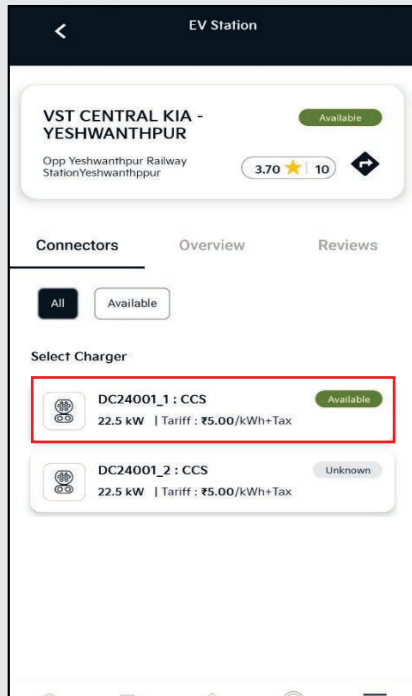 EV Station
VST CENTRAL KIA -
YESHWANTHPUR
Available
Opp Yeshwanthpur Railway
StationYeshwanthppur
3.70 | 10
Connectors Overview Reviews
All Available
Select Charger
DC24001_1 : CCS Available
22.5 kW | Tariff : ₹5.00/kWh+Tax
DC24001_2 : CCS Unknown
22.5 kW | Tariff : ₹5.00/kWh+Tax